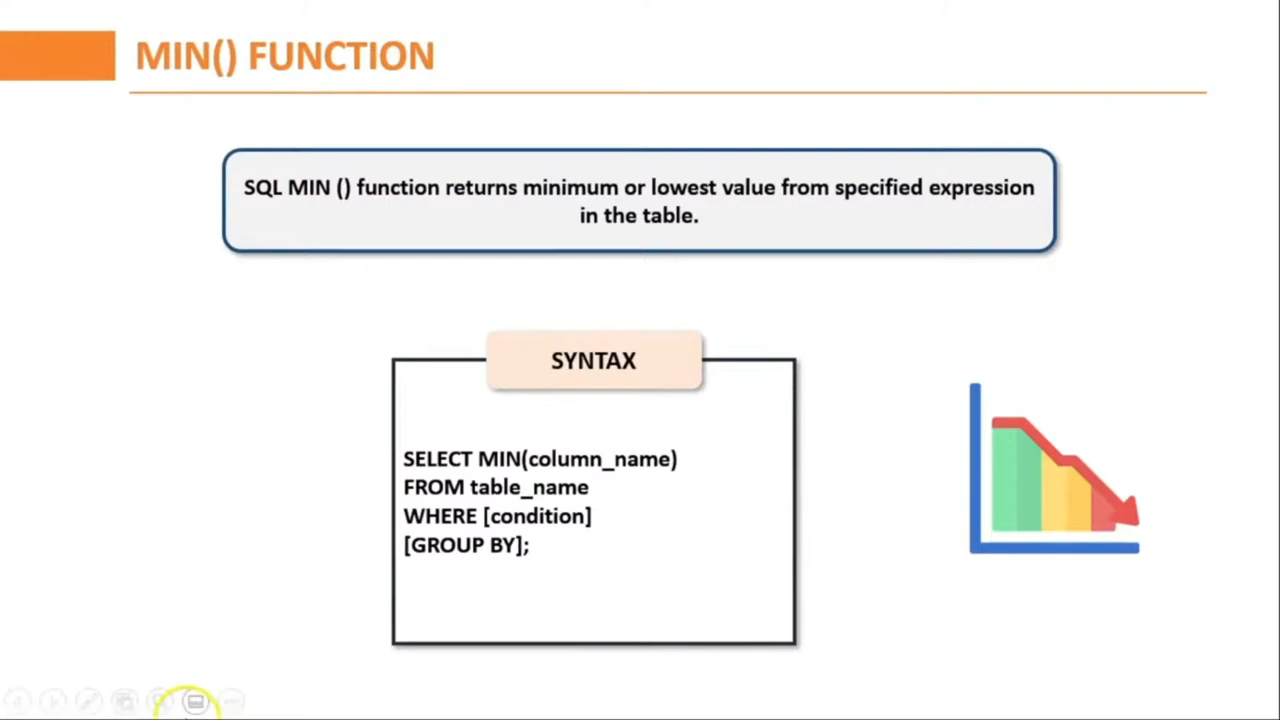 MIN() FUNCTION
SQL MIN () function returns minimum or lowest value from specified expression
in the table.
SYNTAX
SELECT MIN(column_name)
FROM table_name
WHERE [condition]
[GROUP BY];